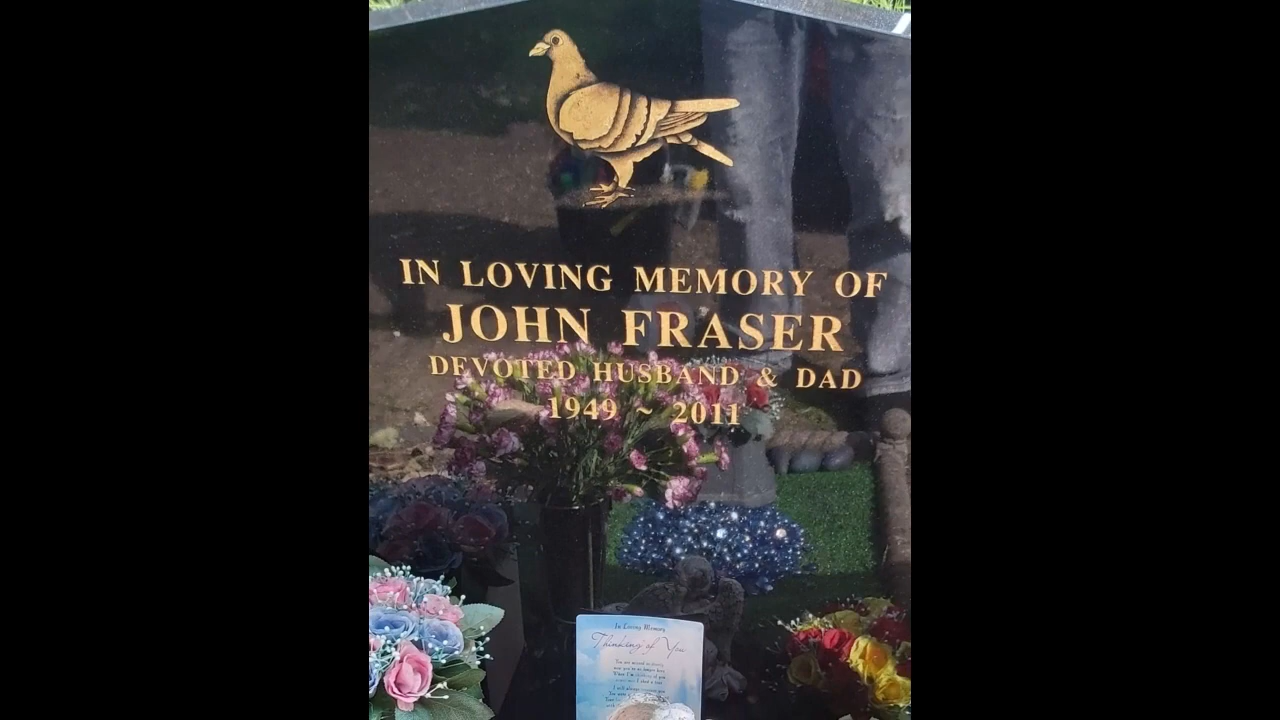 IN LOVING MEMORY OF
JOHN FRASER
DEVOTED HUSBAND & DAD
1949 ~ 2011
In Loving Memory
Thinking of You